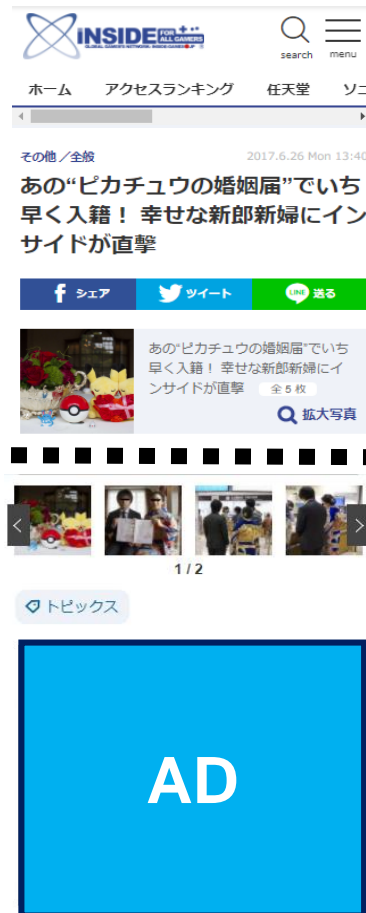 INSIDE FOR ALL GAMERS
GLOBAL GAMERS NETWORK. INSIDE-GAMES.JP
search
menu
ホーム アクセスランキング 任天堂 ソニ
その他／全般
2017.6.26 Mon 13:40
あの“ピカチュウの婚姻届”でいち
早く入籍！ 幸せな新郎新婦にイン
サイドが直撃
シェア
ツイート
LINE 送る
あの“ピカチュウの婚姻届”でいち
早く入籍！ 幸せな新郎新婦にイ
ンサイドが直撃 全 5 枚
拡大写真
1 / 2
トピックス
AD